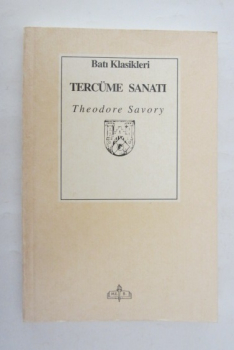 Batı Klasikleri
TERCÜME SANATI
Theodore Savory